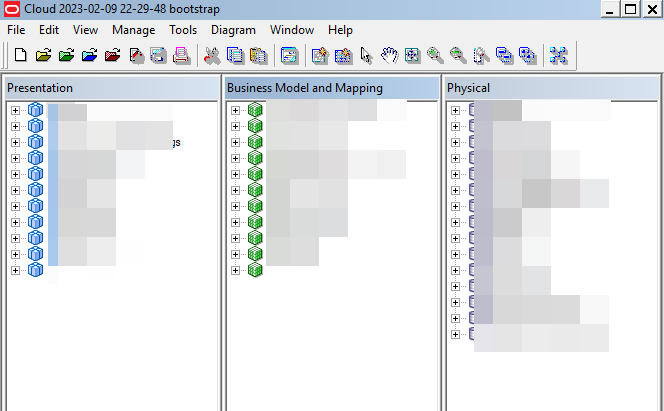 Cloud 2023-02-09 22-29-48 bootstrap
File Edit View Manage Tools Diagram Window Help
Presentation Business Model and Mapping Physical